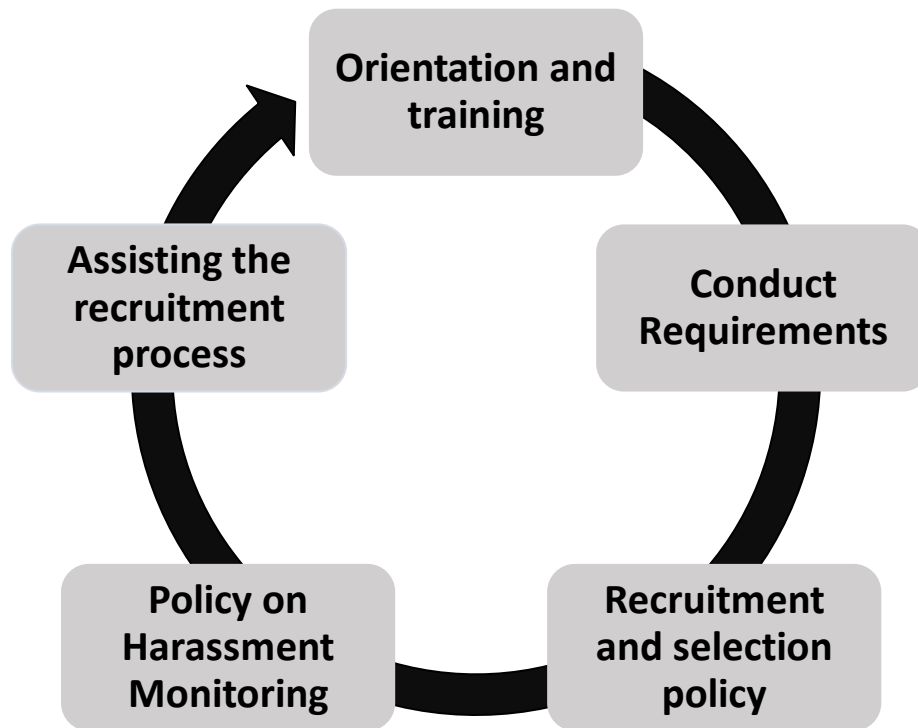 Orientation and
training
Conduct
Requirements
Recruitment
and selection
policy
Policy on
Harassment
Monitoring
Assisting the
recruitment
process